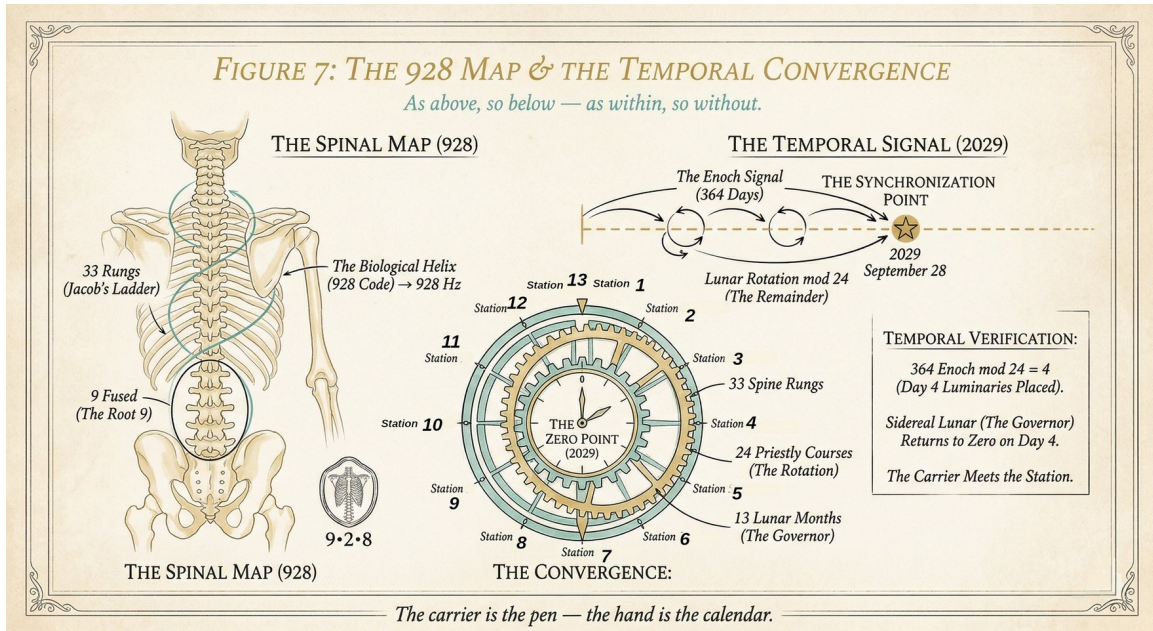 FIGURE 7: THE 928 MAP & THE TEMPORAL CONVERGENCE
As above, so below — as within, so without.
THE SPINAL MAP (928)
33 Rungs
(Jacob's Ladder)
The Biological Helix
(928 Code) → 928 Hz
9 Fused
(The Root 9)
9•2•8
THE SPINAL MAP (928)
THE TEMPORAL SIGNAL (2029)
The Enoch Signal
(364 Days)
THE SYNCHRONIZATION
POINT
2029
September 28
Lunar Rotation mod 24
(The Remainder)
Station 13
Station 1
Station 2
Station 3
33 Spine Rungs
Station 4
24 Priestly Courses
(The Rotation)
Station 5
13 Lunar Months
(The Governor)
Station 6
Station 7
Station 8
Station
9
Station 10
11
Station
Station 12
0
THE
ZERO POINT
(2029)
THE CONVERGENCE:
TEMPORAL VERIFICATION:
364 Enoch mod 24 = 4
(Day 4 Luminaries Placed).
Sidereal Lunar (The Governor)
Returns to Zero on Day 4.
The Carrier Meets the Station.
The carrier is the pen — the hand is the calendar.